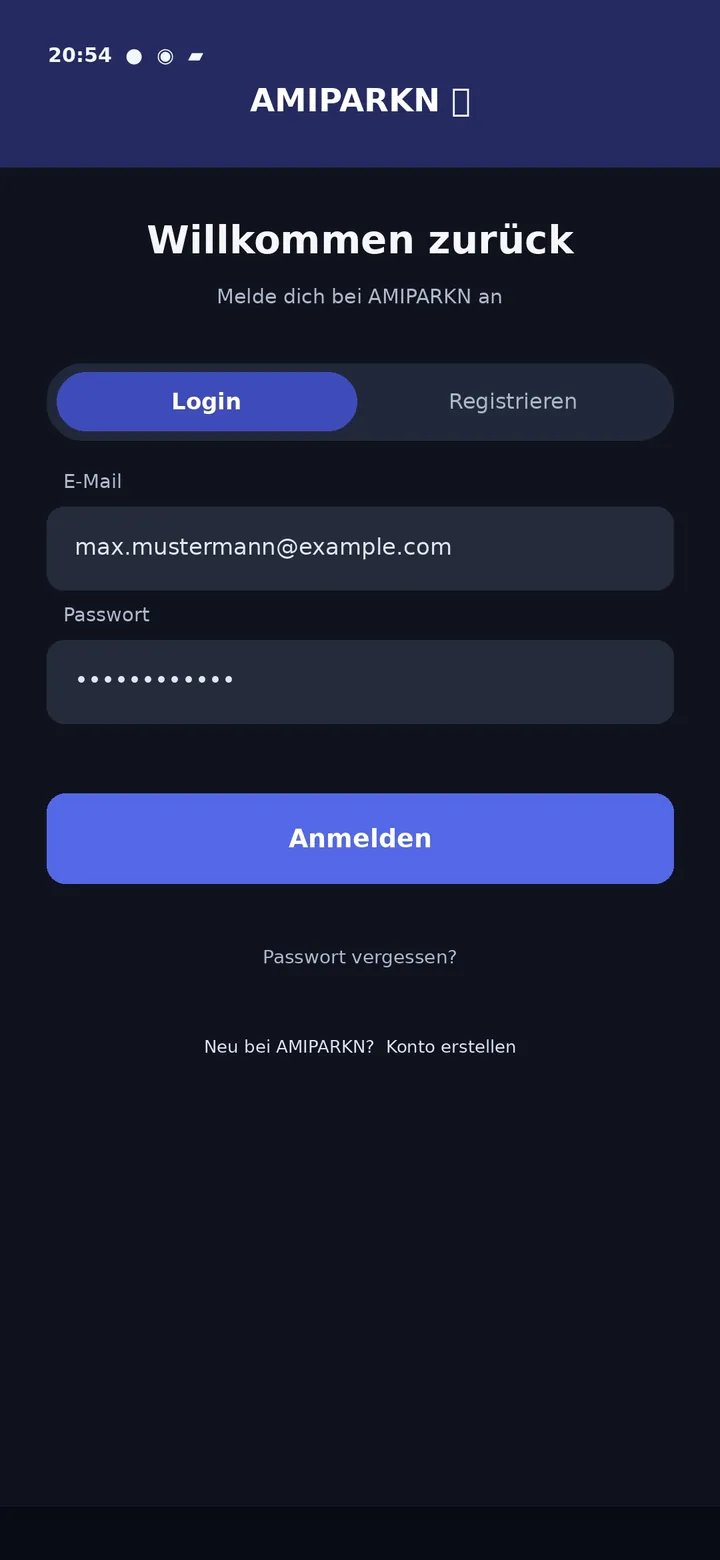 20:54
AMIPARKN
Willkommen zurück
Melde dich bei AMIPARKN an
Login
Registrieren
E-Mail
max.mustermann@example.com
Passwort
••••••••••••
Anmelden
Passwort vergessen?
Neu bei AMIPARKN? Konto erstellen